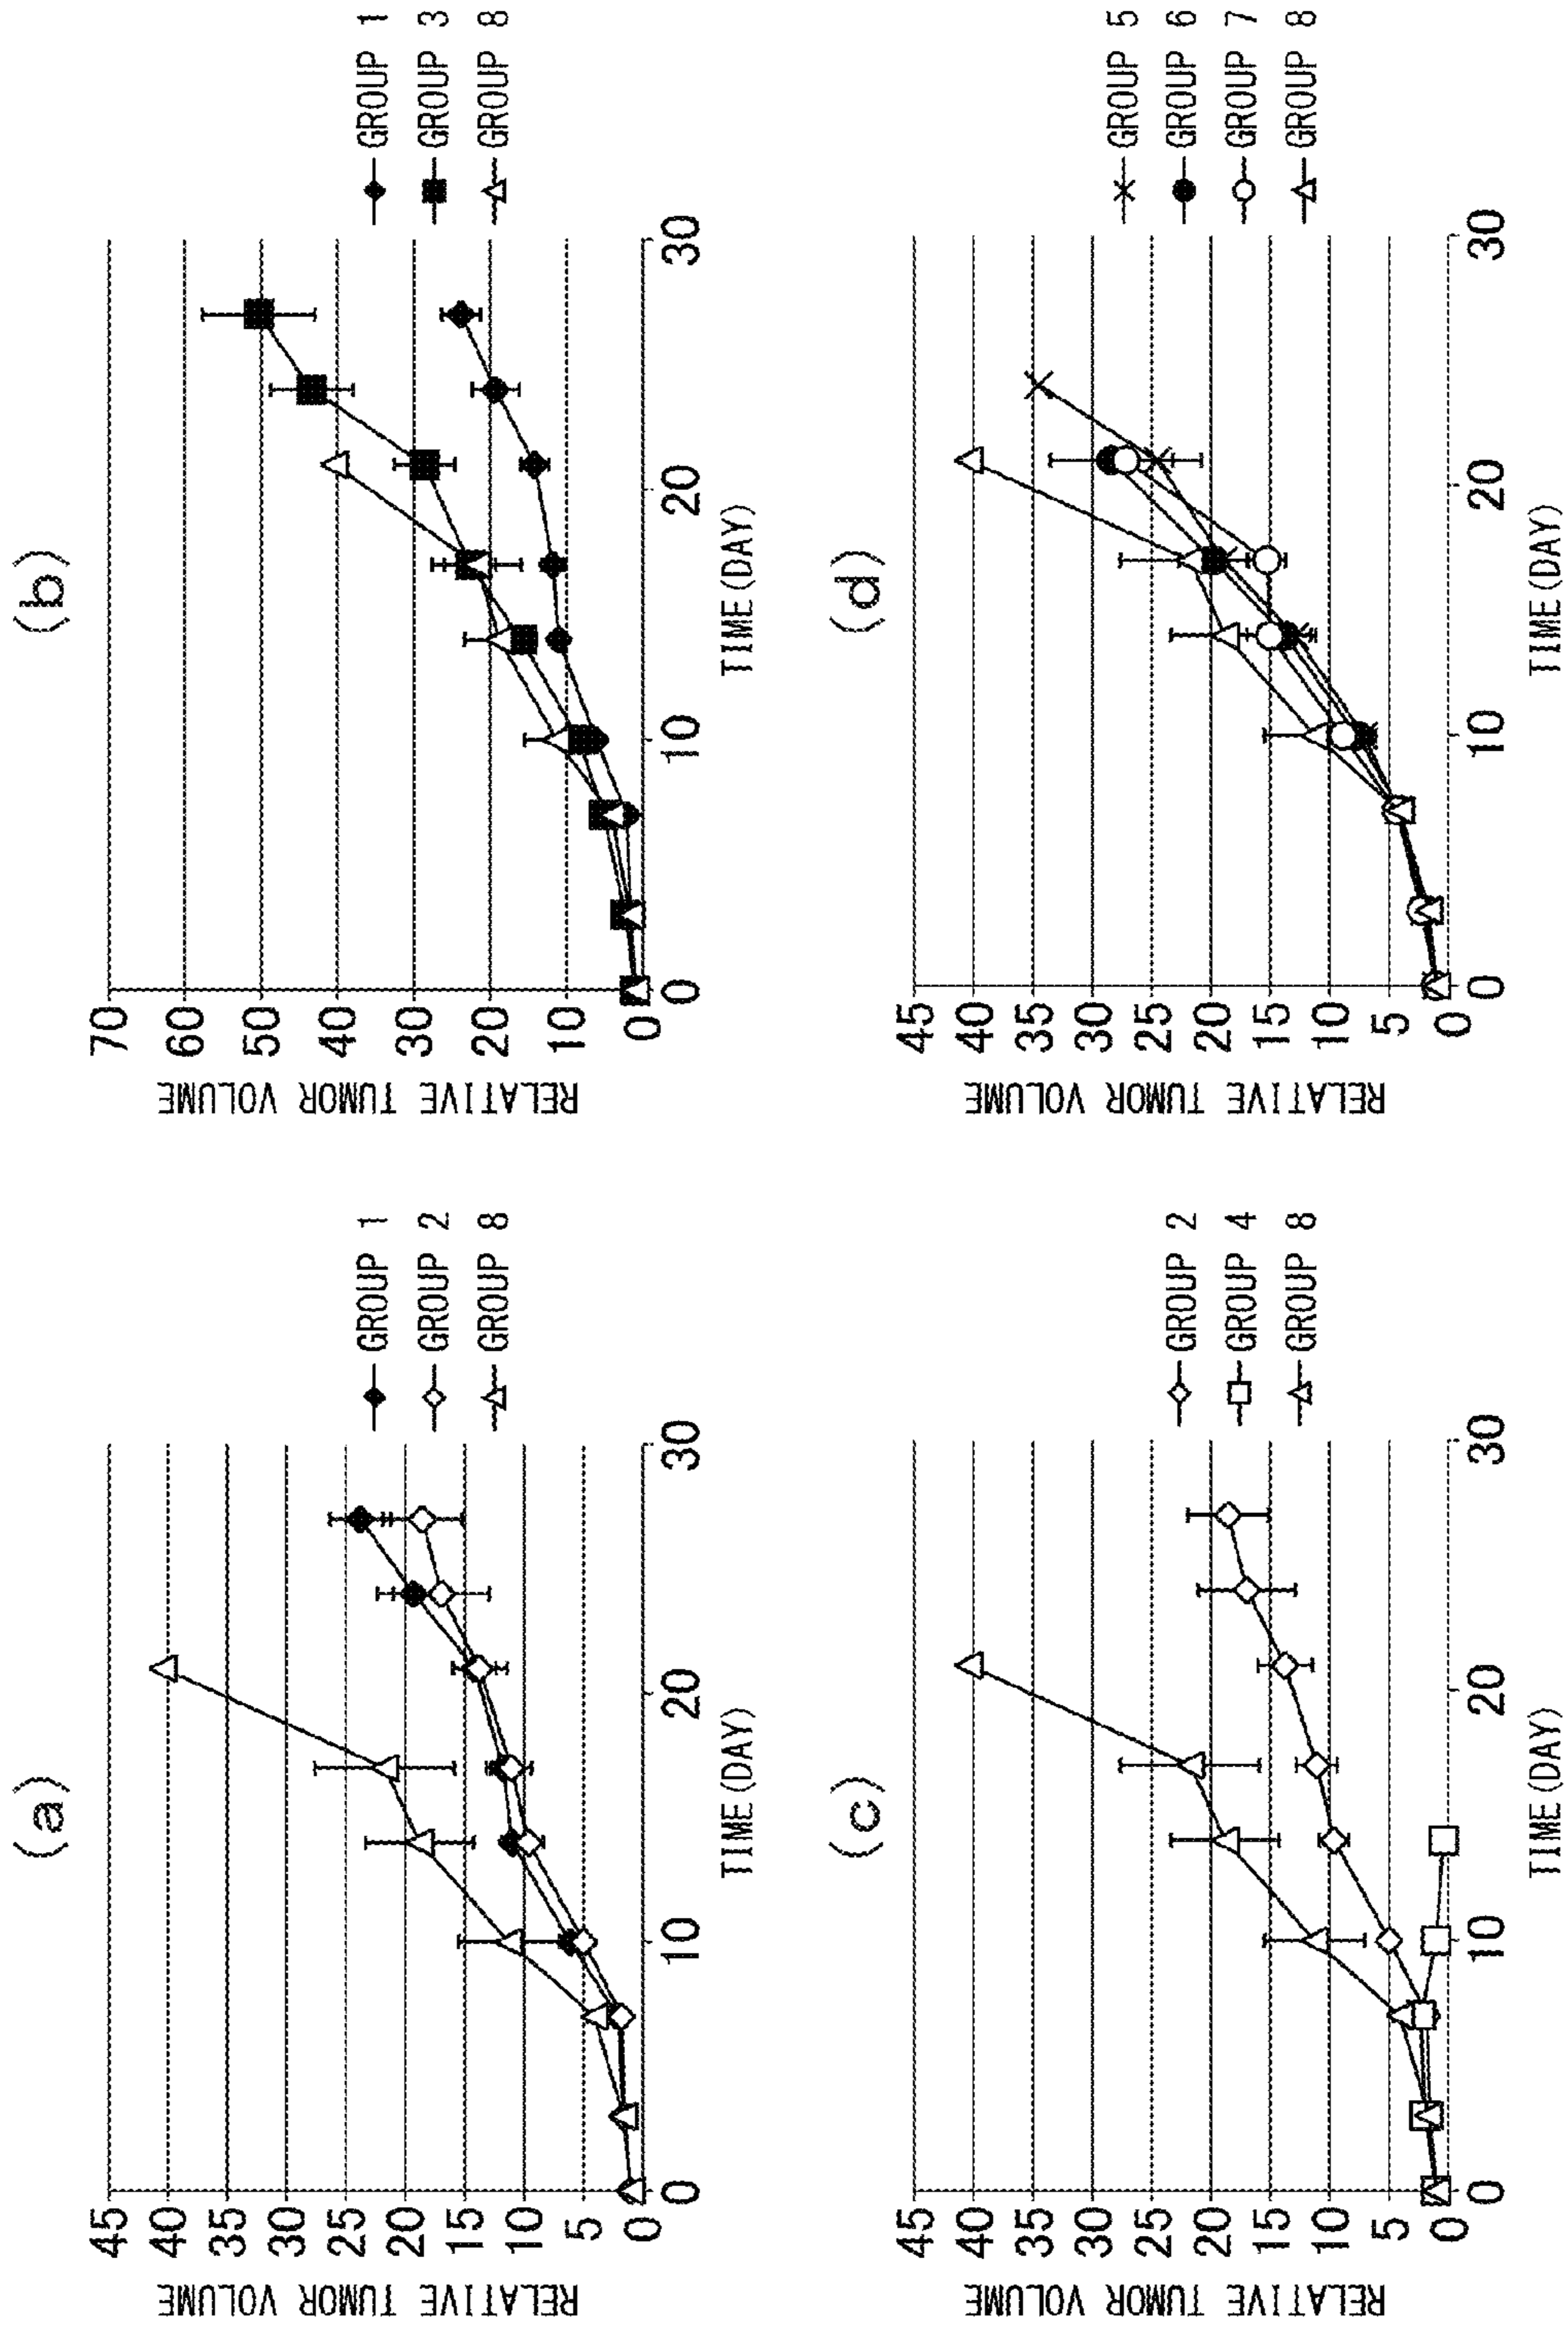 (a)
RELATIVE TUMOR VOLUME
45
40
35
30
25
20
15
10
5
0
0
10
20
30
TIME(DAY)
GROUP 1
GROUP 2
GROUP 8
(b)
RELATIVE TUMOR VOLUME
70
60
50
40
30
20
10
0
0
10
20
30
TIME(DAY)
GROUP 1
GROUP 3
GROUP 8
(c)
RELATIVE TUMOR VOLUME
45
40
35
30
25
20
15
10
5
0
0
10
20
30
TIME(DAY)
GROUP 2
GROUP 4
GROUP 8
(d)
RELATIVE TUMOR VOLUME
45
40
35
30
25
20
15
10
5
0
0
10
20
30
TIME(DAY)
GROUP 5
GROUP 6
GROUP 7
GROUP 8